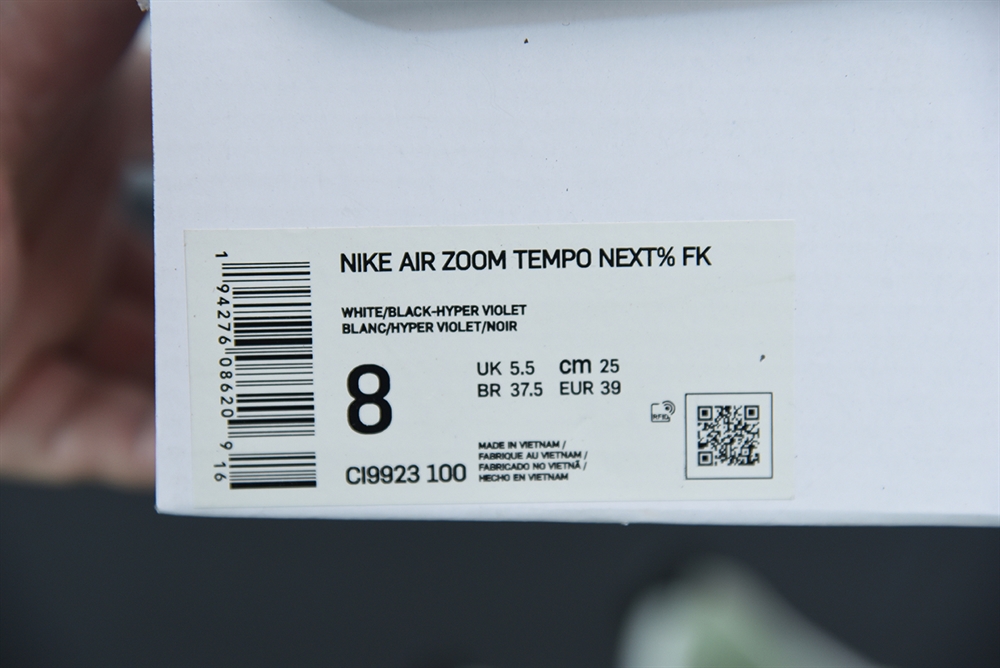 NIKE AIR ZOOM TEMPO NEXT% FK
WHITE/BLACK-HYPER VIOLET
BLANC/HYPER VIOLET/NOIR
8
UK 5.5 cm 25
BR 37.5 EUR 39
CI9923 100
MADE IN VIETNAM /
FABRIQUE AU VIETNAM /
FABRICADO NO VIETNÃ /
HECHO EN VIETNAM
RFID
1 94276 08620 9 16